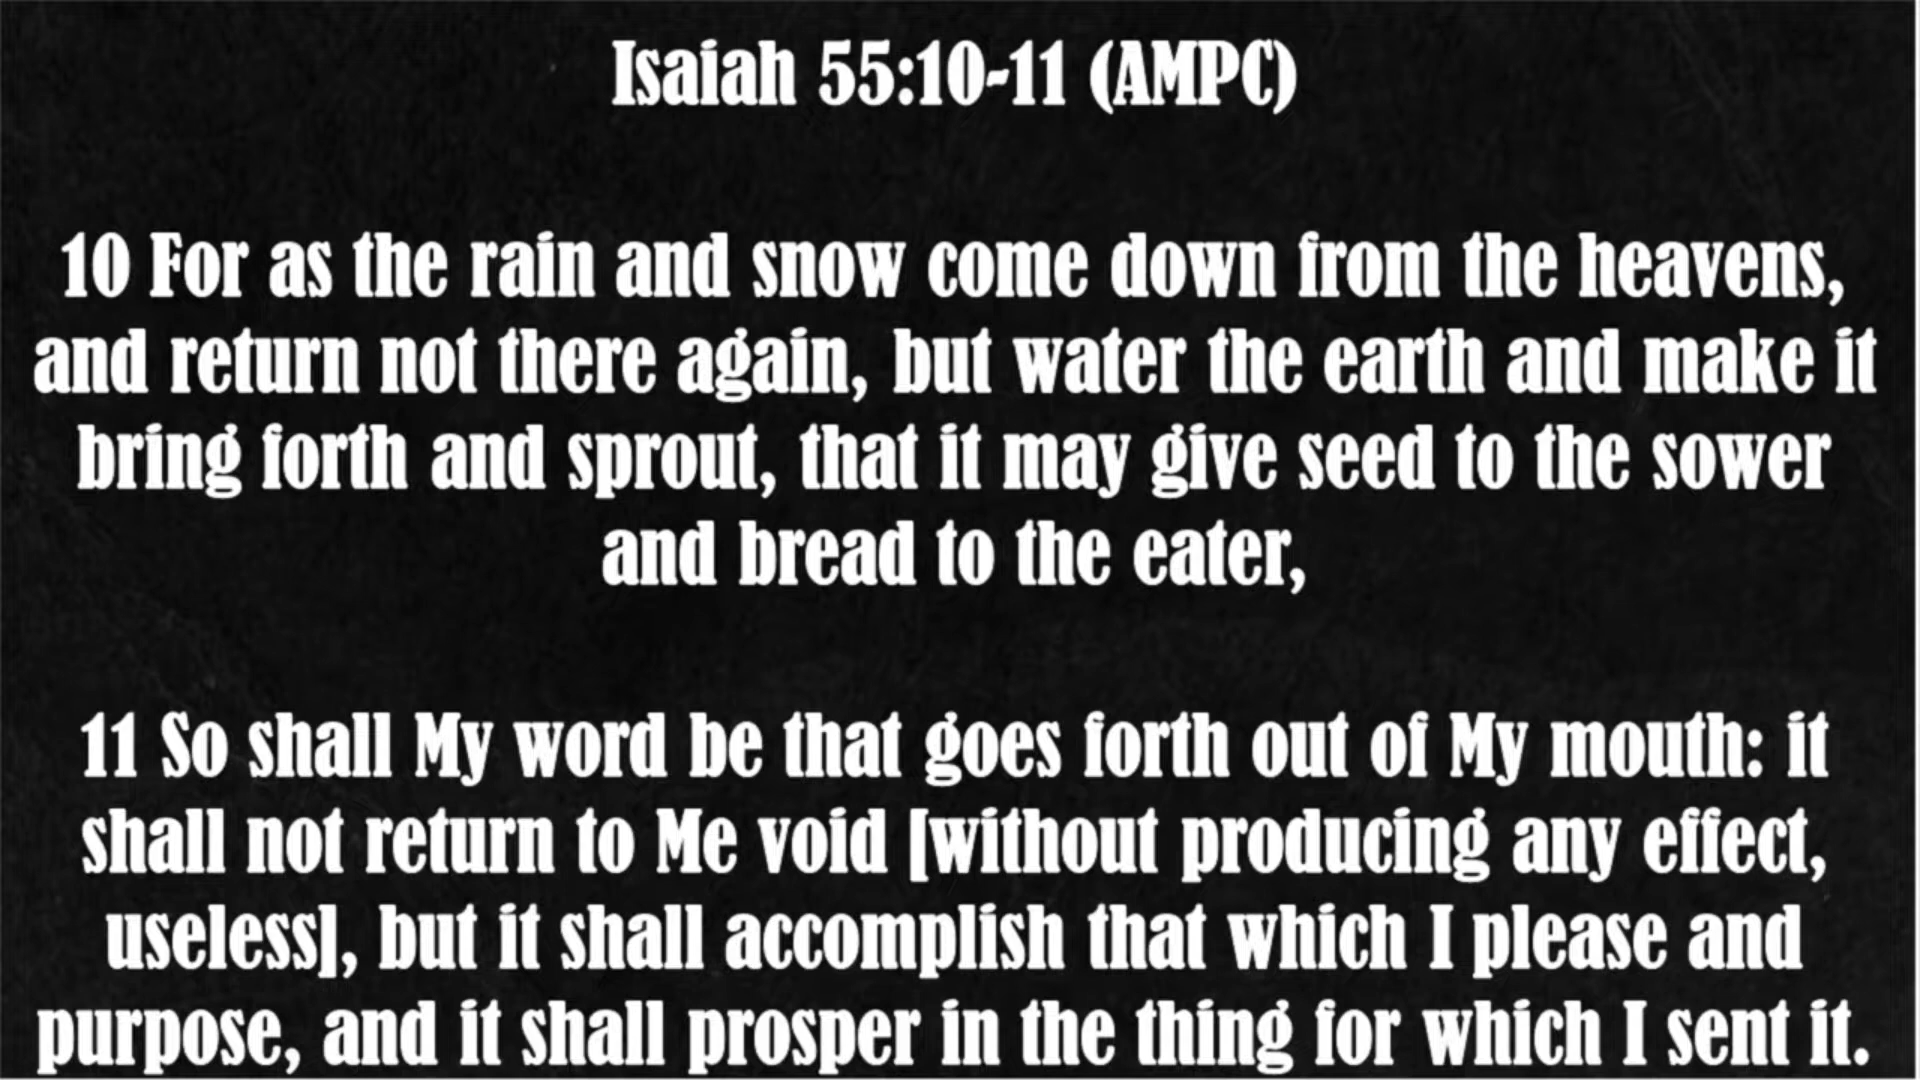 Isaiah 55:10-11 (AMPC)
10 For as the rain and snow come down from the heavens,
and return not there again, but water the earth and make it
bring forth and sprout, that it may give seed to the sower
and bread to the eater,
11 So shall My word be that goes forth out of My mouth: it
shall not return to Me void [without producing any effect,
useless], but it shall accomplish that which I please and
purpose, and it shall prosper in the thing for which I sent it.